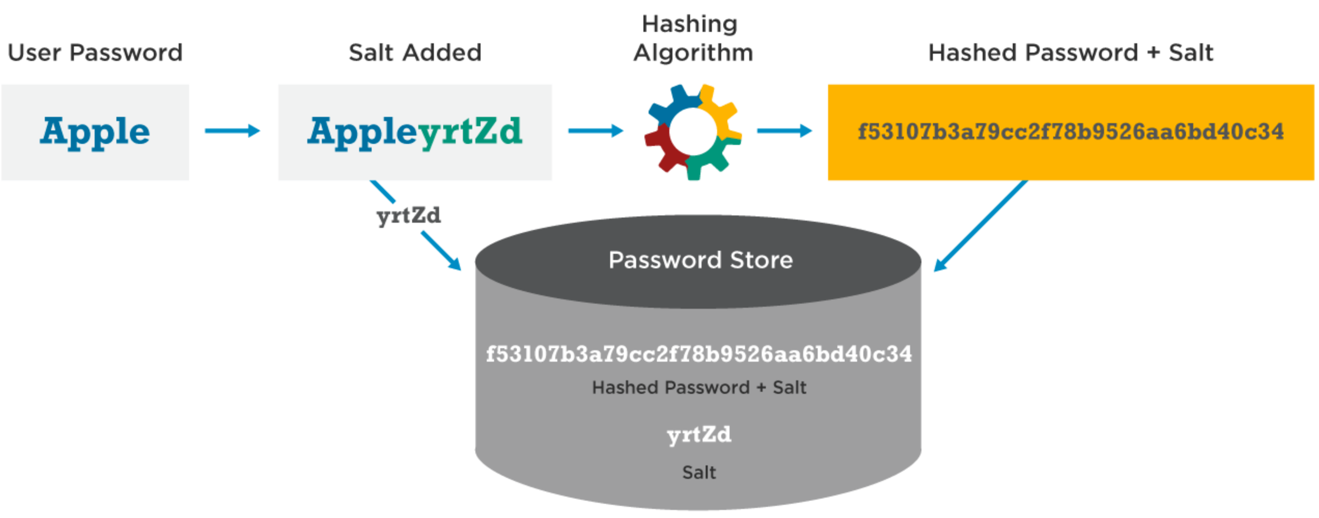 User Password
Salt Added
Hashing
Algorithm
Hashed Password + Salt
Apple
AppleyrtZd
f53107b3a79cc2f78b9526aa6bd40c34
yrtZd
Password Store
f53107b3a79cc2f78b9526aa6bd40c34
Hashed Password + Salt
yrtZd
Salt